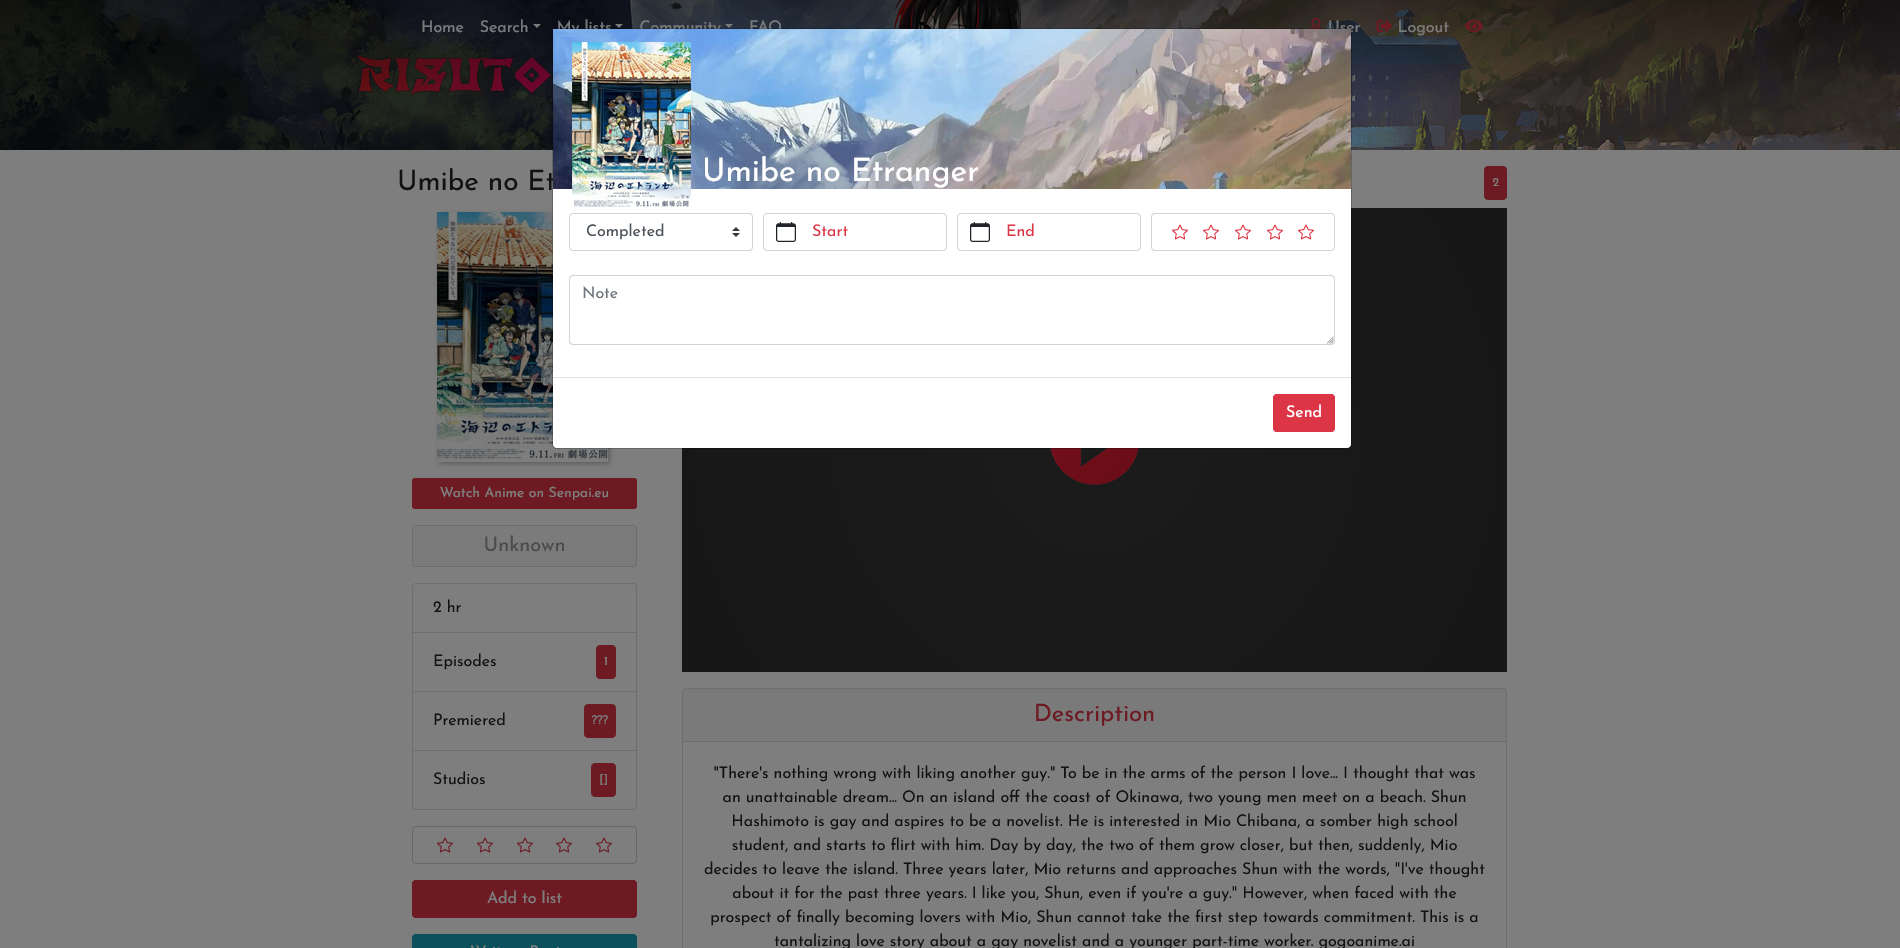 Home Search My lists Community FAQ User Logout
RISUTO
Umibe no Et
2
Umibe no Etranger
海辺のエトランゼ
9.11. FRI 劇場公開
Completed Start End
Note
Send
海辺のエトラ
9.11. FRI 劇場公開
Watch Anime on Senpai.eu
Unknown
2 hr
Episodes 1
Premiered ???
Studios []
Add to list
Description
"There's nothing wrong with liking another guy." To be in the arms of the person I love... I thought that was
an unattainable dream... On an island off the coast of Okinawa, two young men meet on a beach. Shun
Hashimoto is gay and aspires to be a novelist. He is interested in Mio Chibana, a somber high school
student, and starts to flirt with him. Day by day, the two of them grow closer, but then, suddenly, Mio
decides to leave the island. Three years later, Mio returns and approaches Shun with the words, "I've thought
about it for the past three years. I like you, Shun, even if you're a guy." However, when faced with the
prospect of finally becoming lovers with Mio, Shun cannot take the first step towards commitment. This is a
tantalizing love story about a gay novelist and a younger part-time worker. gogoanime.ai